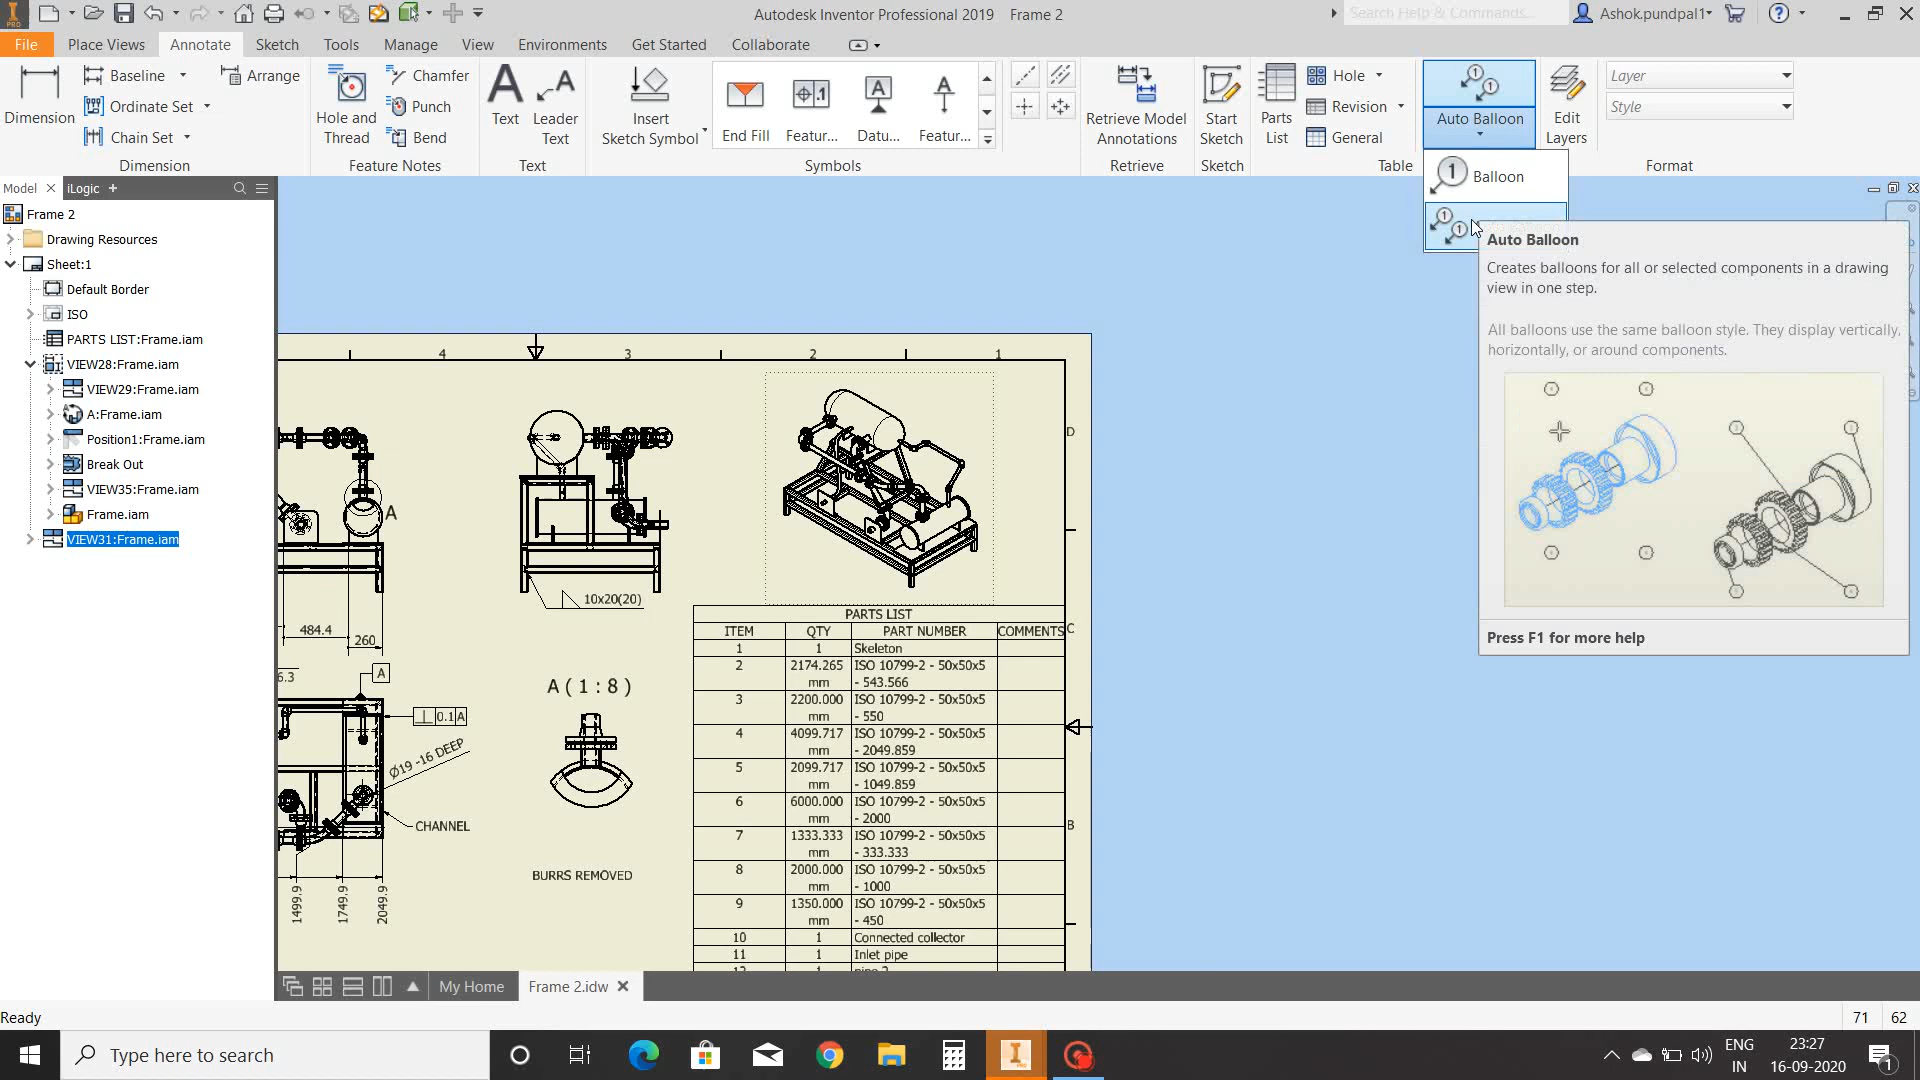 Autodesk Inventor Professional 2019 Frame 2
Search Help & Commands...
Ashok.pundpal1
PRO
File Place Views Annotate Sketch Tools Manage View Environments Get Started Collaborate
Dimension
Baseline
Arrange
Ordinate Set
Chain Set
Dimension
Hole and Thread
Chamfer
Punch
Bend
Feature Notes
Text
Leader Text
Text
Insert Sketch Symbol
End Fill
Featur...
Datu...
Featur...
Symbols
Retrieve Model Annotations
Retrieve
Start Sketch
Sketch
Parts List
Hole
Revision
General
Table
Auto Balloon
Edit Layers
Layer
Style
Format
Balloon
Auto Balloon
Creates balloons for all or selected components in a drawing
view in one step.
All balloons use the same balloon style. They display vertically,
horizontally, or around components.
Press F1 for more help
Model
iLogic
Frame 2
Drawing Resources
Sheet:1
Default Border
ISO
PARTS LIST:Frame.iam
VIEW28:Frame.iam
VIEW29:Frame.iam
A:Frame.iam
Position1:Frame.iam
Break Out
VIEW35:Frame.iam
Frame.iam
VIEW31:Frame.iam
4 3 2 1
D
C
B
A
484.4
260
6.3
A
⊥ 0.1 A
Ø19 -16 DEEP
CHANNEL
1499.9
1749.9
2049.9
10x20(20)
A ( 1 : 8 )
BURRS REMOVED
PARTS LIST
ITEM QTY PART NUMBER COMMENTS
1 1 Skeleton
2 2174.265 mm ISO 10799-2 - 50x50x5 - 543.566
3 2200.000 mm ISO 10799-2 - 50x50x5 - 550
4 4099.717 mm ISO 10799-2 - 50x50x5 - 2049.859
5 2099.717 mm ISO 10799-2 - 50x50x5 - 1049.859
6 6000.000 mm ISO 10799-2 - 50x50x5 - 2000
7 1333.333 mm ISO 10799-2 - 50x50x5 - 333.333
8 2000.000 mm ISO 10799-2 - 50x50x5 - 1000
9 1350.000 mm ISO 10799-2 - 50x50x5 - 450
10 1 Connected collector
11 1 Inlet pipe
My Home
Frame 2.idw
Ready
71 62
Type here to search
ENG
IN
23:27
16-09-2020
1